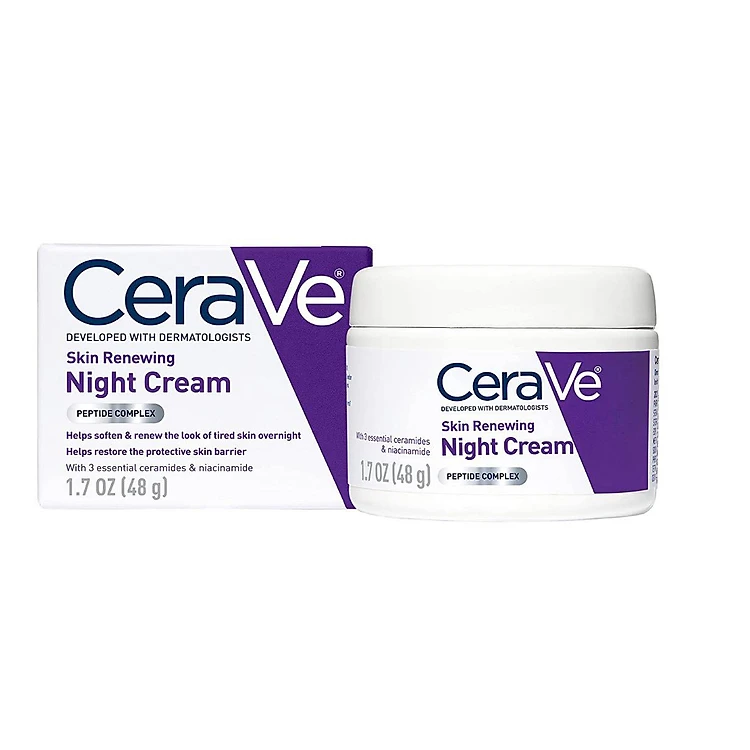 CeraVe®
DEVELOPED WITH DERMATOLOGISTS
Skin Renewing
Night Cream
PEPTIDE COMPLEX
Helps soften & renew the look of tired skin overnight
Helps restore the protective skin barrier
With 3 essential ceramides & niacinamide
1.7 OZ (48 g)
CeraVe®
DEVELOPED WITH DERMATOLOGISTS
Skin Renewing
Night Cream
With 3 essential ceramides
& niacinamide
1.7 OZ (48 g)
PEPTIDE COMPLEX